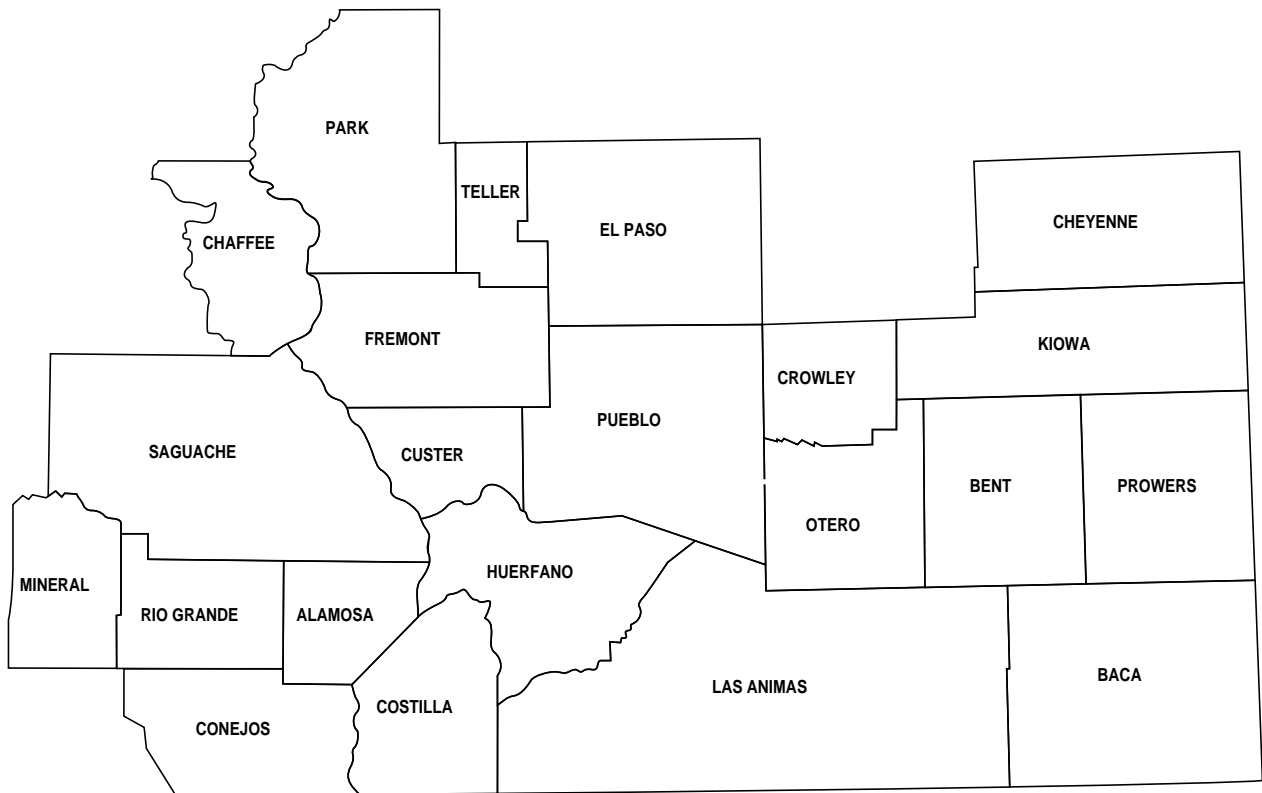 PARK
TELLER
CHEYENNE
EL PASO
CHAFFEE
FREMONT
KIOWA
CROWLEY
PUEBLO
SAGUACHE
CUSTER
BENT
PROWERS
OTERO
HUERFANO
MINERAL
RIO GRANDE
ALAMOSA
BACA
LAS ANIMAS
COSTILLA
CONEJOS